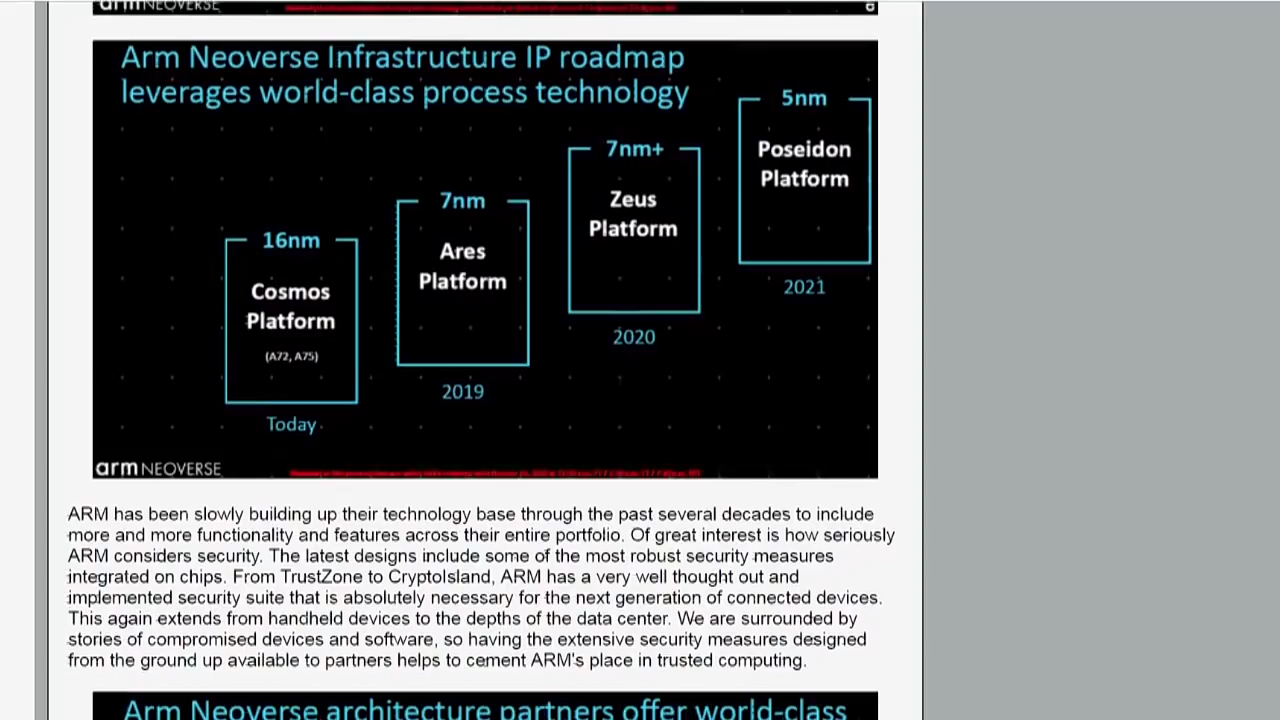 arm NEOVERSE
Arm Neoverse Infrastructure IP roadmap
leverages world-class process technology
5nm
Poseidon
Platform
2021
7nm+
Zeus
Platform
2020
7nm
Ares
Platform
2019
16nm
Cosmos
Platform
(A72, A75)
Today
arm NEOVERSE
ARM has been slowly building up their technology base through the past several decades to include
more and more functionality and features across their entire portfolio. Of great interest is how seriously
ARM considers security. The latest designs include some of the most robust security measures
integrated on chips. From TrustZone to CryptoIsland, ARM has a very well thought out and
implemented security suite that is absolutely necessary for the next generation of connected devices.
This again extends from handheld devices to the depths of the data center. We are surrounded by
stories of compromised devices and software, so having the extensive security measures designed
from the ground up available to partners helps to cement ARM's place in trusted computing.
Arm Neoverse architecture partners offer world-class